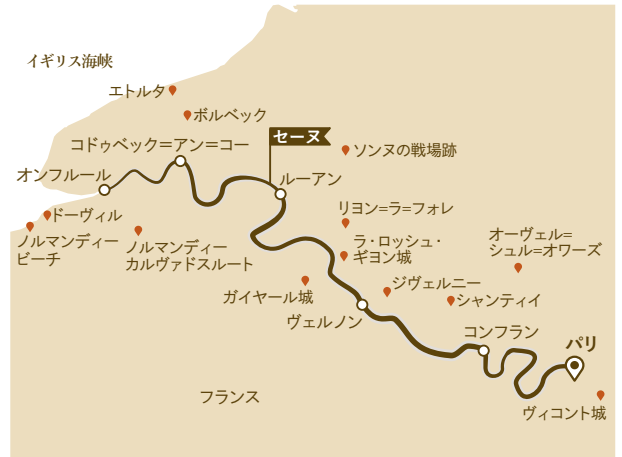 イギリス海峡
エトルタ
ボルベック
コドゥベック=アン=コー
セーヌ
ソンヌの戦場跡
オンフルール
ルーアン
ドーヴィル
リヨン=ラ=フォレ
ノルマンディー
ビーチ
ノルマンディー
カルヴァドスルート
ラ・ロッシュ・
ギヨン城
オーヴェル=
シュル=オワーズ
ガイヤール城
ジヴェルニー
シャンティイ
ヴェルノン
コンフラン
パリ
フランス
ヴィコント城